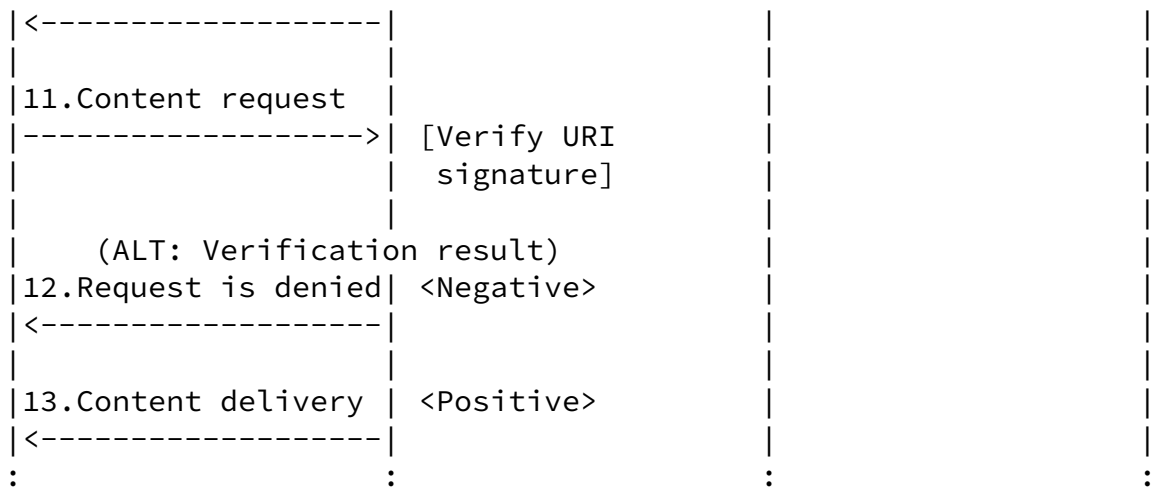 |<-------------------|                    |                    |
|                    |                    |                    |
|11.Content request  |                    |                    |
|------------------->| [Verify URI        |                    |
|                    |  signature]        |                    |
|                    |                    |                    |
|    (ALT: Verification result)           |                    |
|12.Request is denied| <Negative>         |                    |
|<-------------------|                    |                    |
|                    |                    |                    |
|13.Content delivery | <Positive>         |                    |
|<-------------------|                    |                    |
:                    :                    :                    :